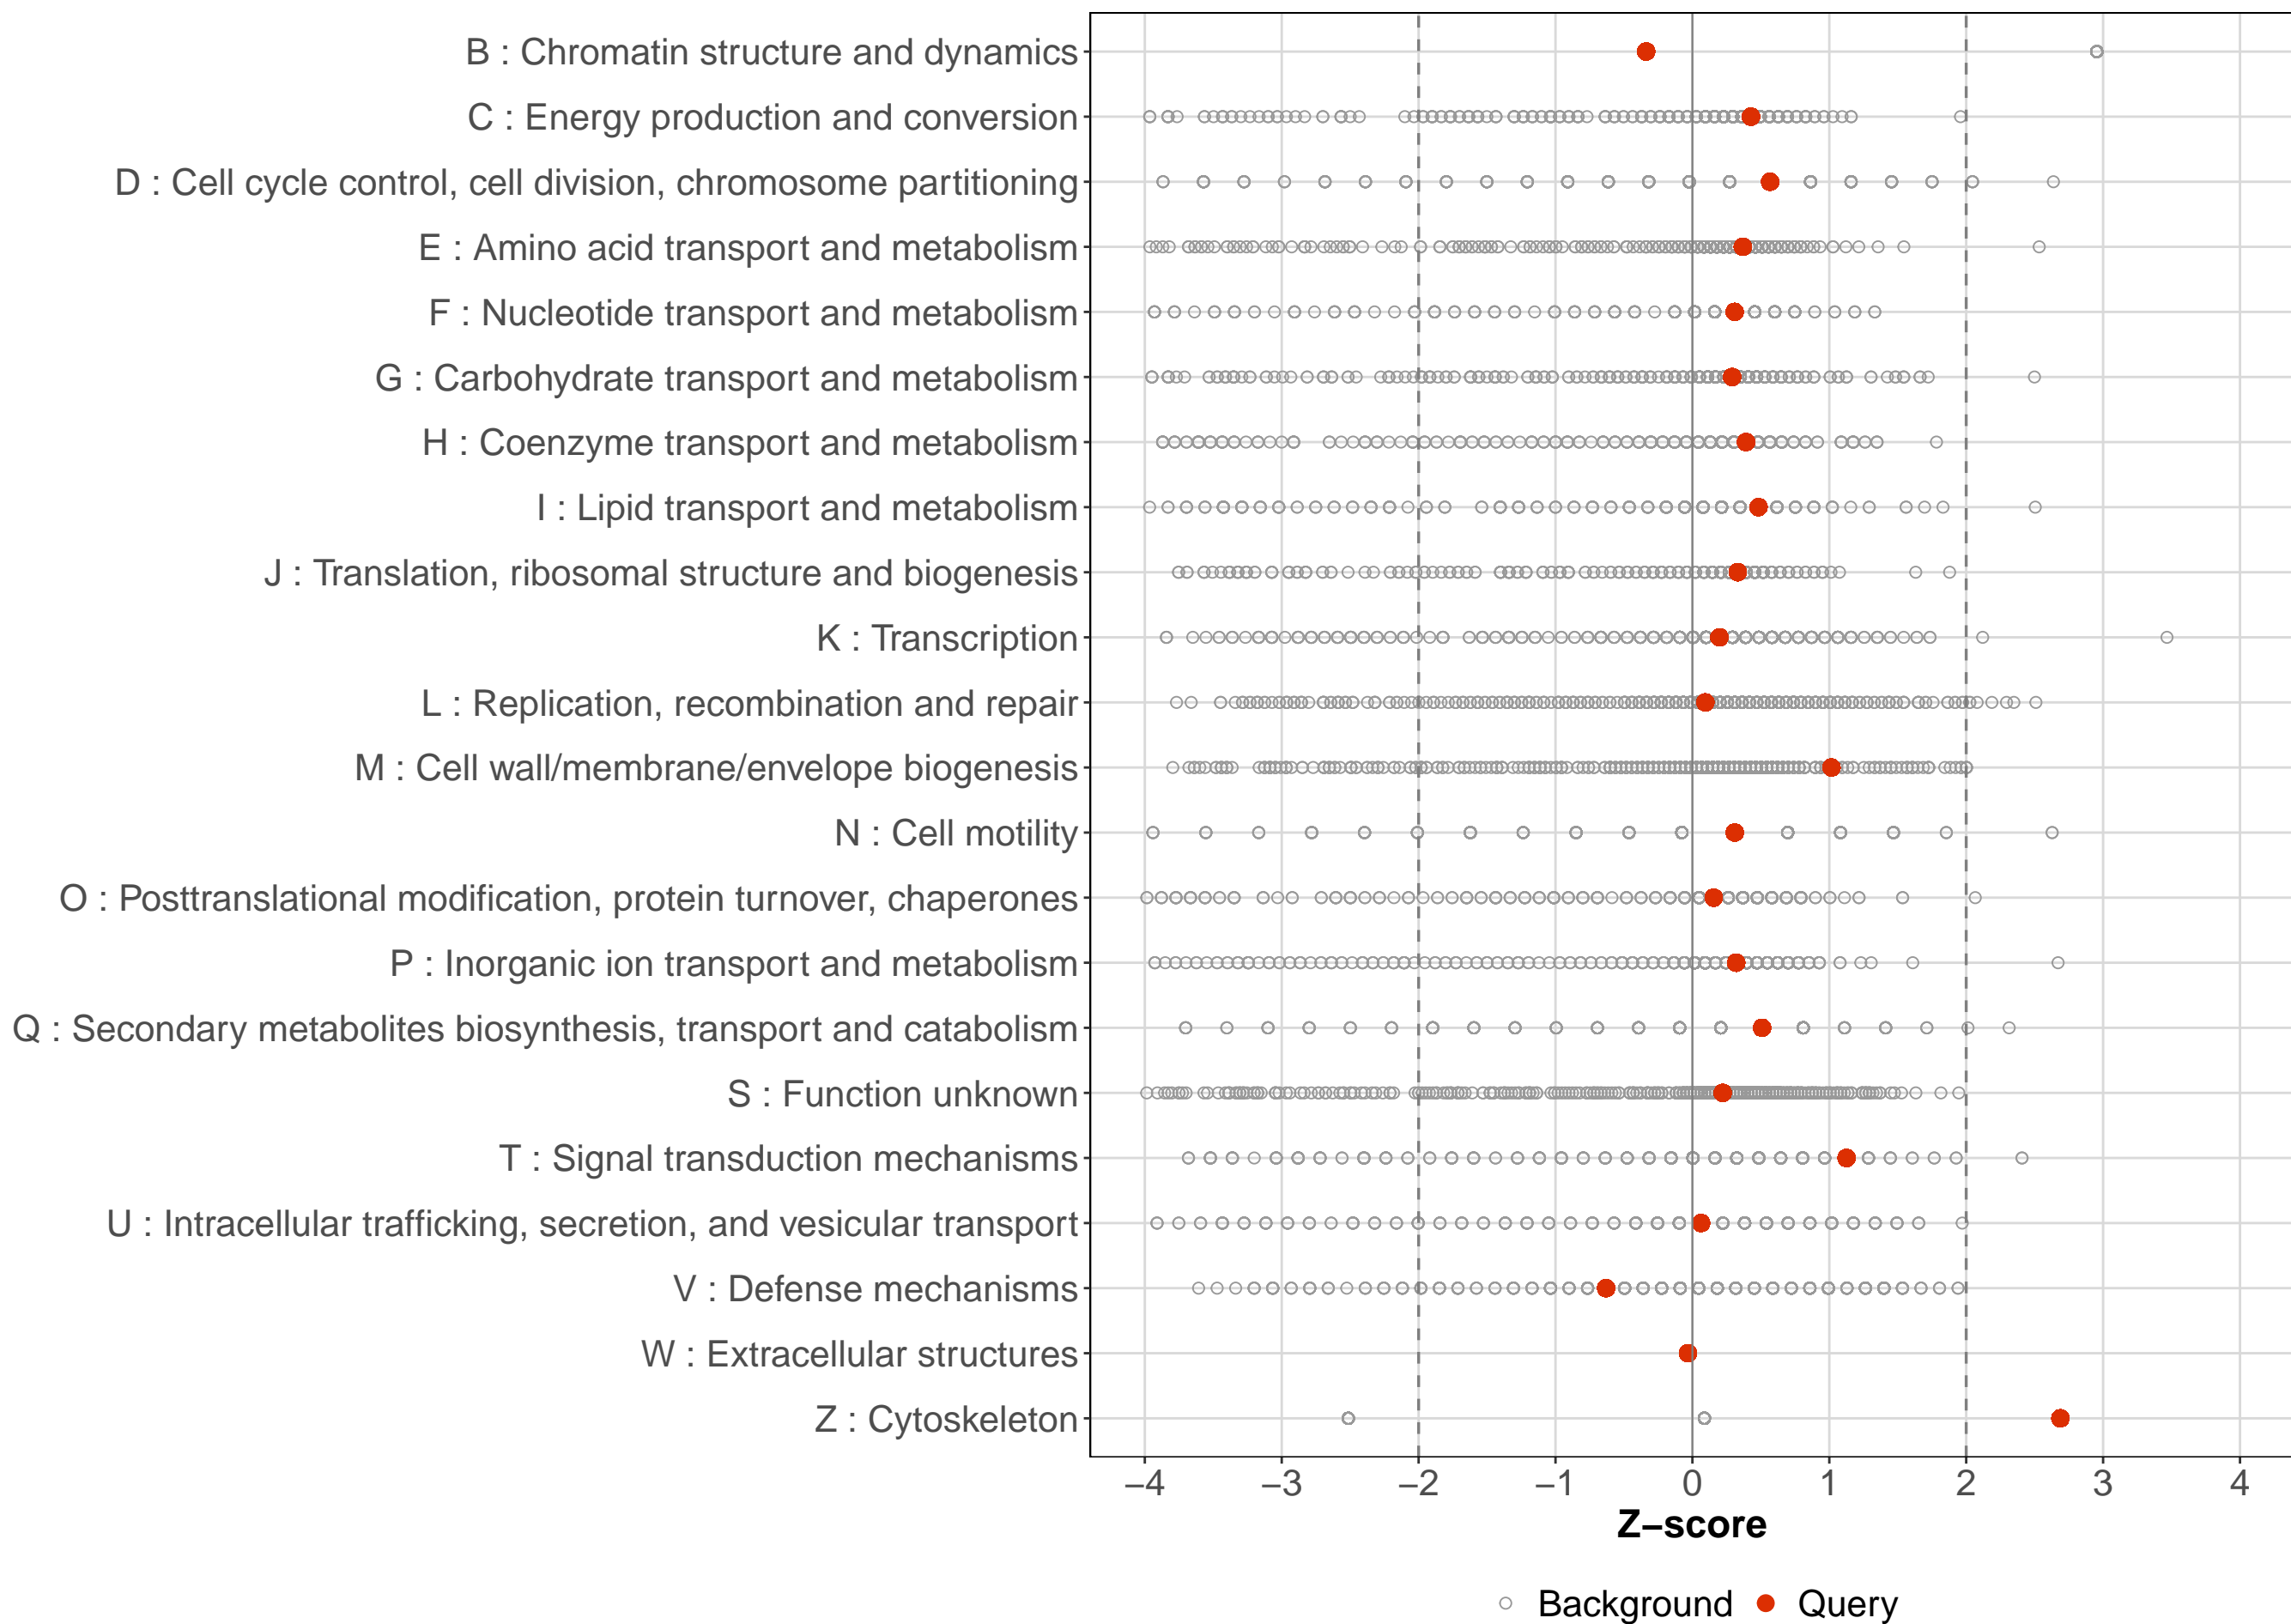 B : Chromatin structure and dynamics
C : Energy production and conversion
D : Cell cycle control, cell division, chromosome partitioning
E : Amino acid transport and metabolism
F : Nucleotide transport and metabolism
G : Carbohydrate transport and metabolism
H : Coenzyme transport and metabolism
I : Lipid transport and metabolism
J : Translation, ribosomal structure and biogenesis
K : Transcription
L : Replication, recombination and repair
M : Cell wall/membrane/envelope biogenesis
N : Cell motility
O : Posttranslational modification, protein turnover, chaperones
P : Inorganic ion transport and metabolism
Q : Secondary metabolites biosynthesis, transport and catabolism
S : Function unknown
T : Signal transduction mechanisms
U : Intracellular trafficking, secretion, and vesicular transport
V : Defense mechanisms
W : Extracellular structures
Z : Cytoskeleton
−4 −3 −2 −1 0 1 2 3 4
Z−score
Background Query